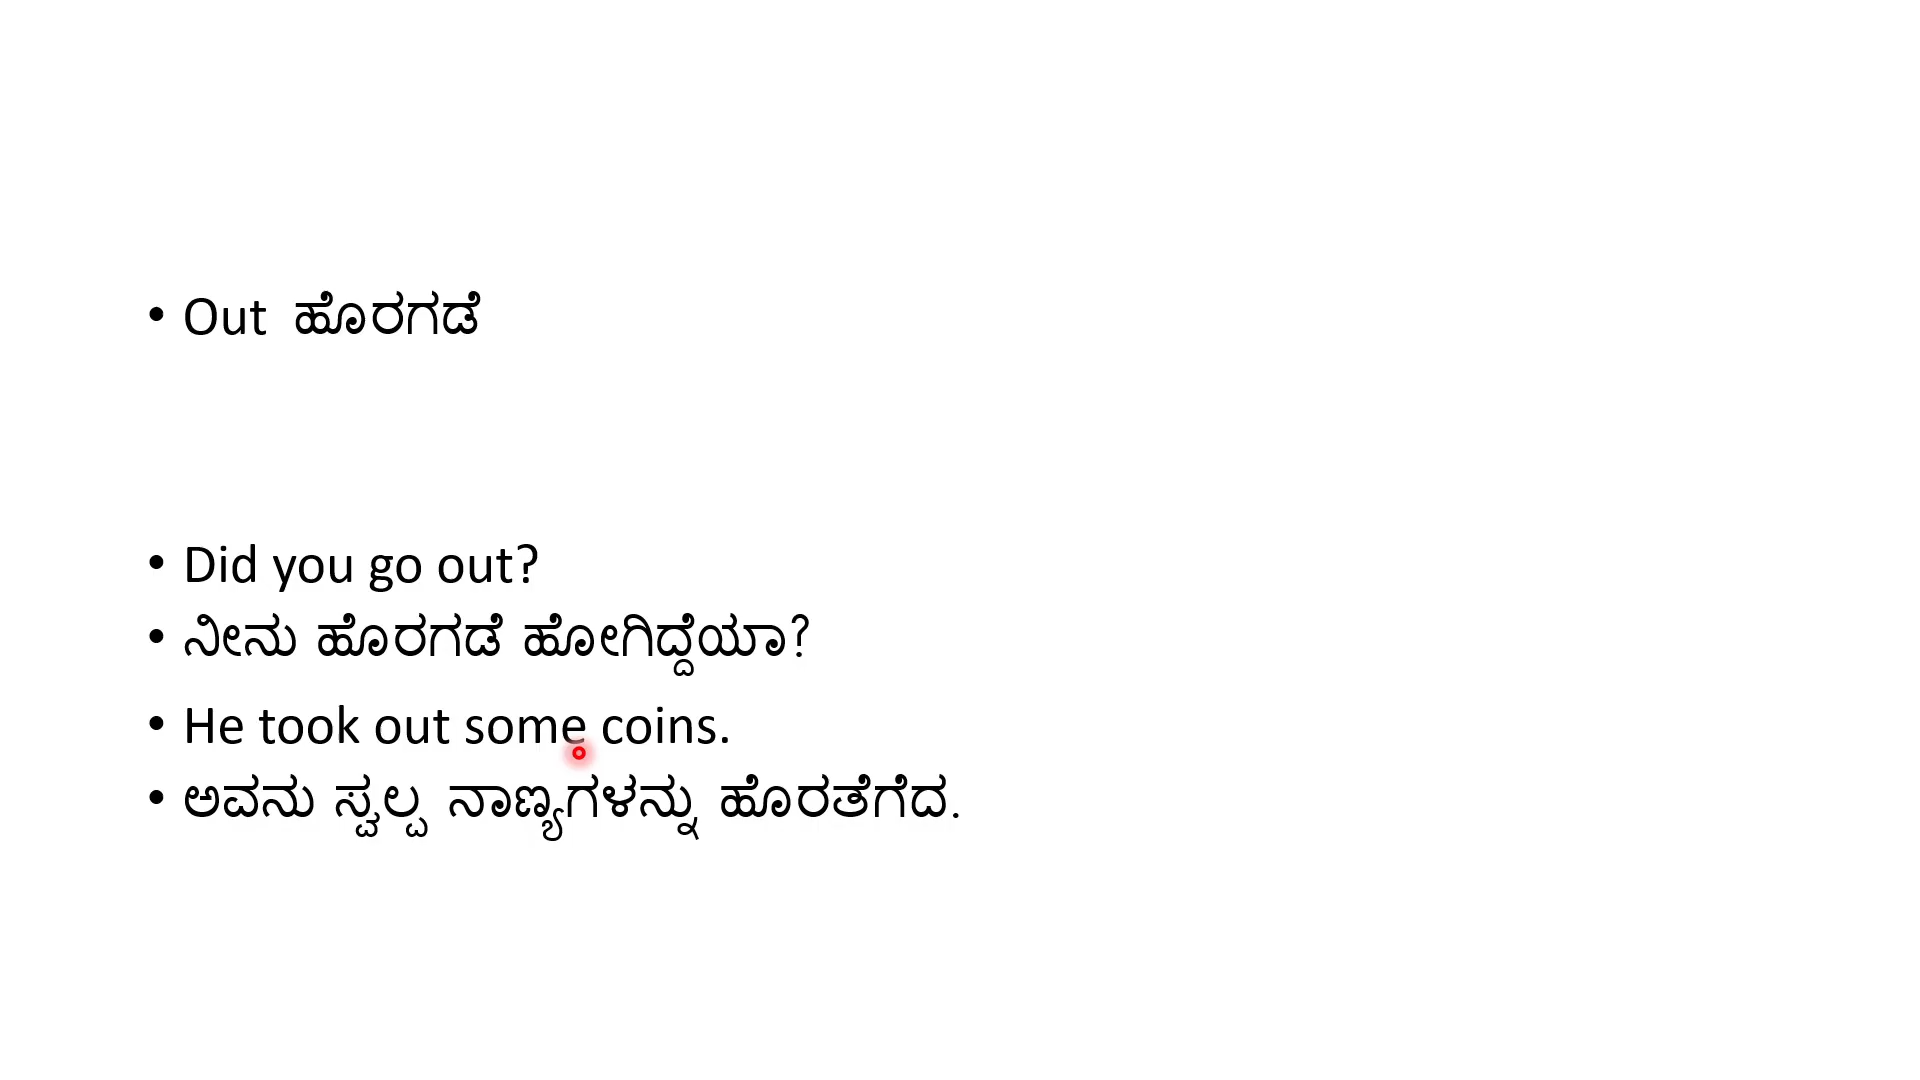 • Out ಹೊರಗಡೆ
• Did you go out?
• ನೀನು ಹೊರಗಡೆ ಹೋಗಿದ್ದೆಯಾ?
• He took out some coins.
• ಅವನು ಸ್ವಲ್ಪ ನಾಣ್ಯಗಳನ್ನು ಹೊರತೆಗೆದ.